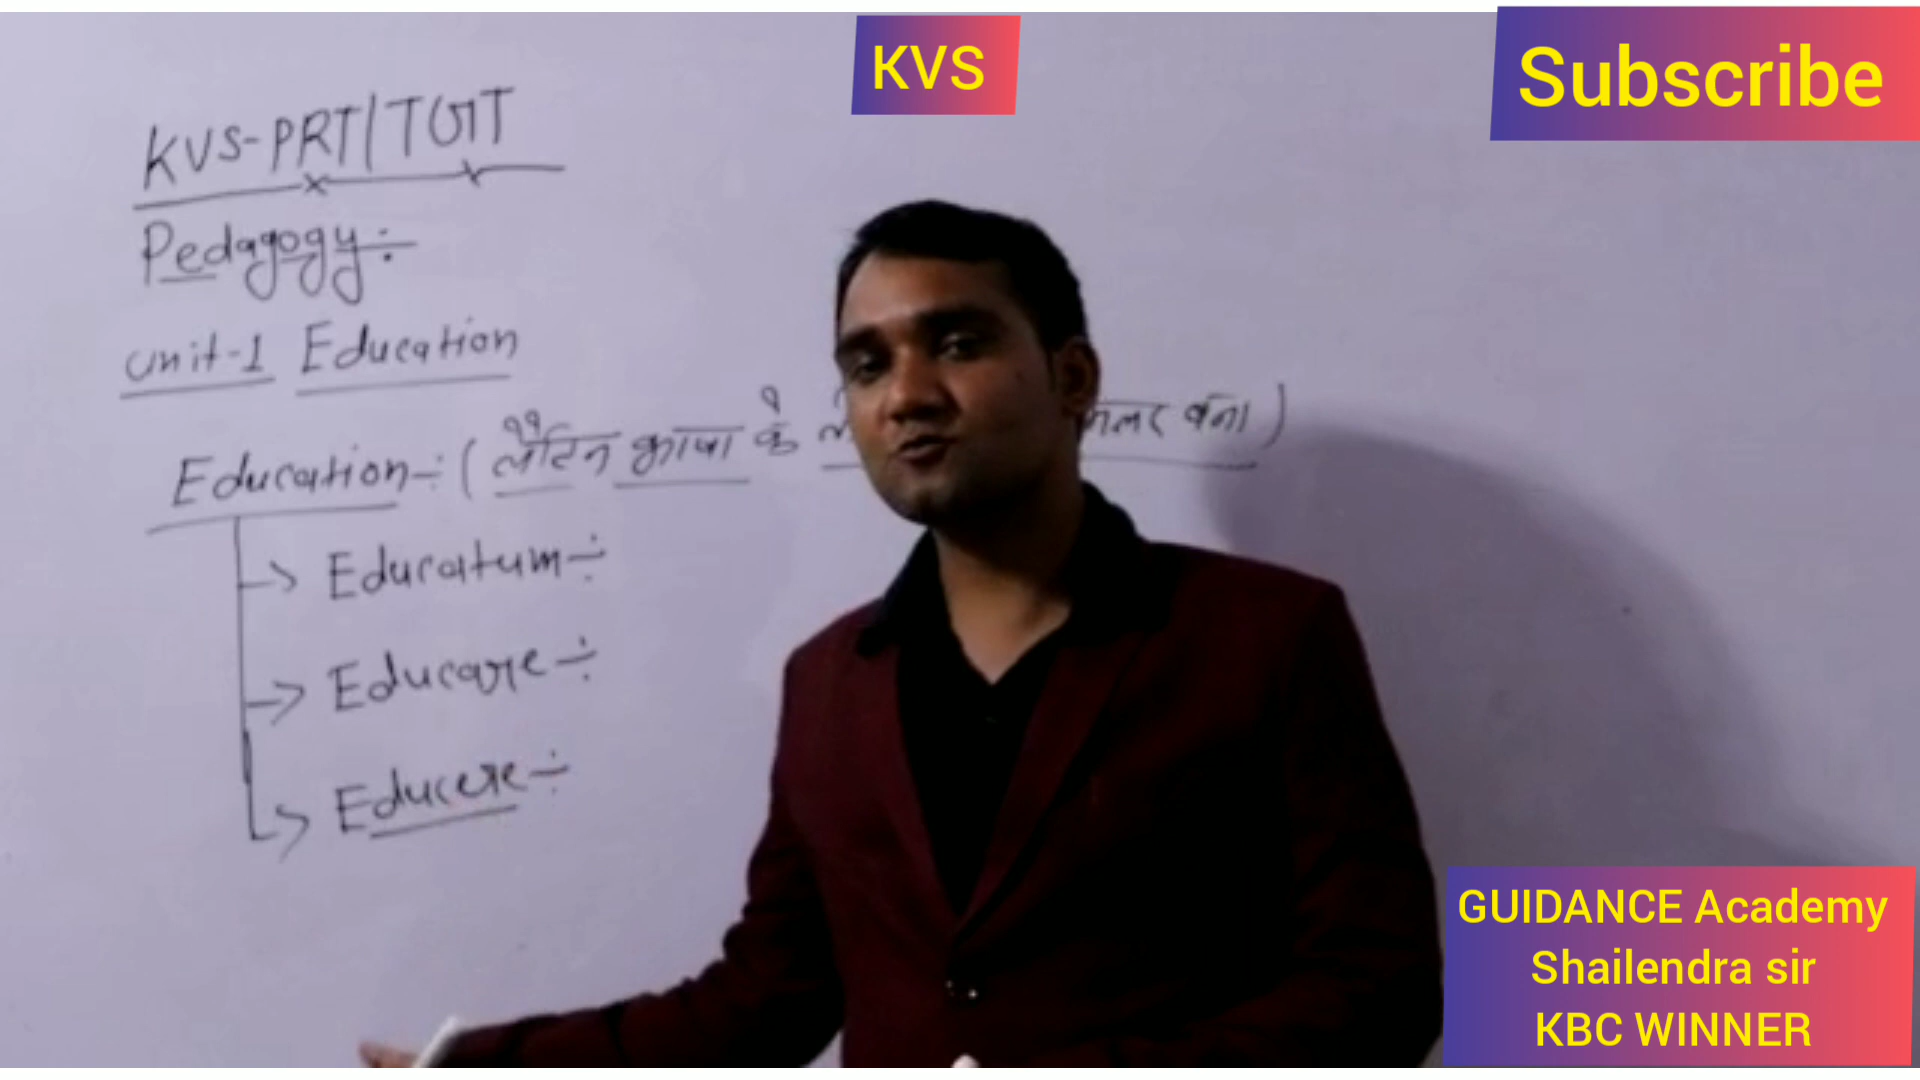 KVS
Subscribe
KVS-PRT/TGT
Pedagogy:-
Unit-1 Education
Education÷ (लैटिन भाषा के बना)
Educatum÷
Educare÷
Educere÷
GUIDANCE Academy
Shailendra sir
KBC WINNER